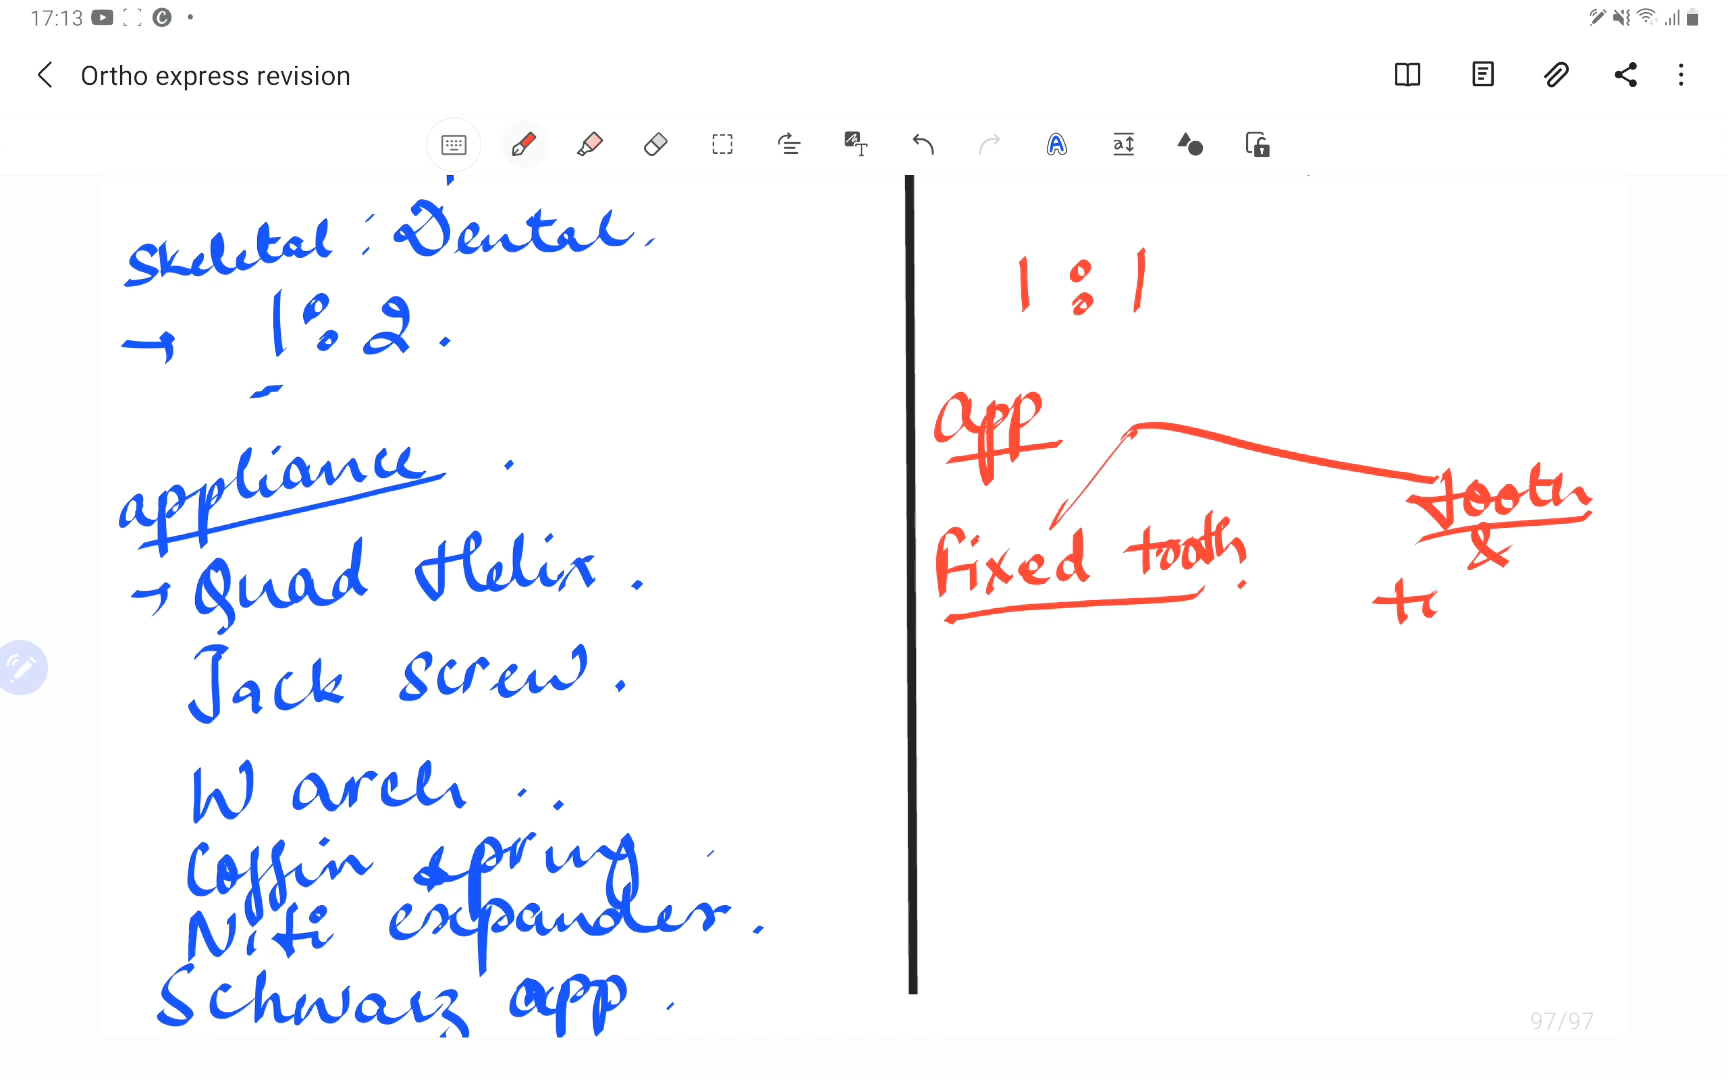 17:13
Ortho express revision
Skeletal : Dental.
→ 1 : 2 .
appliance .
→ Quad Helix .
Jack screw .
W arch ..
Coffin spring
NiTi expander .
Schwarz app .
1 : 1
app
Fixed tooth.
tooth
&
ti
97/97